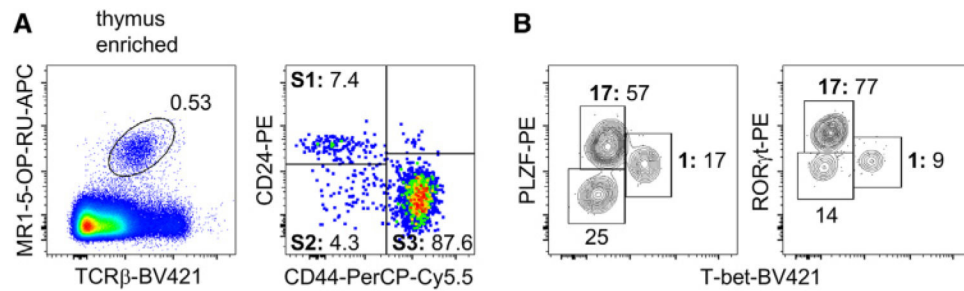 A
thymus
enriched
MR1-5-OP-RU-APC
0.53
TCRβ-BV421
CD24-PE
S1: 7.4
S2: 4.3
S3: 87.6
CD44-PerCP-Cy5.5
B
PLZF-PE
17: 57
1: 17
25
RORγt-PE
17: 77
1: 9
14
T-bet-BV421